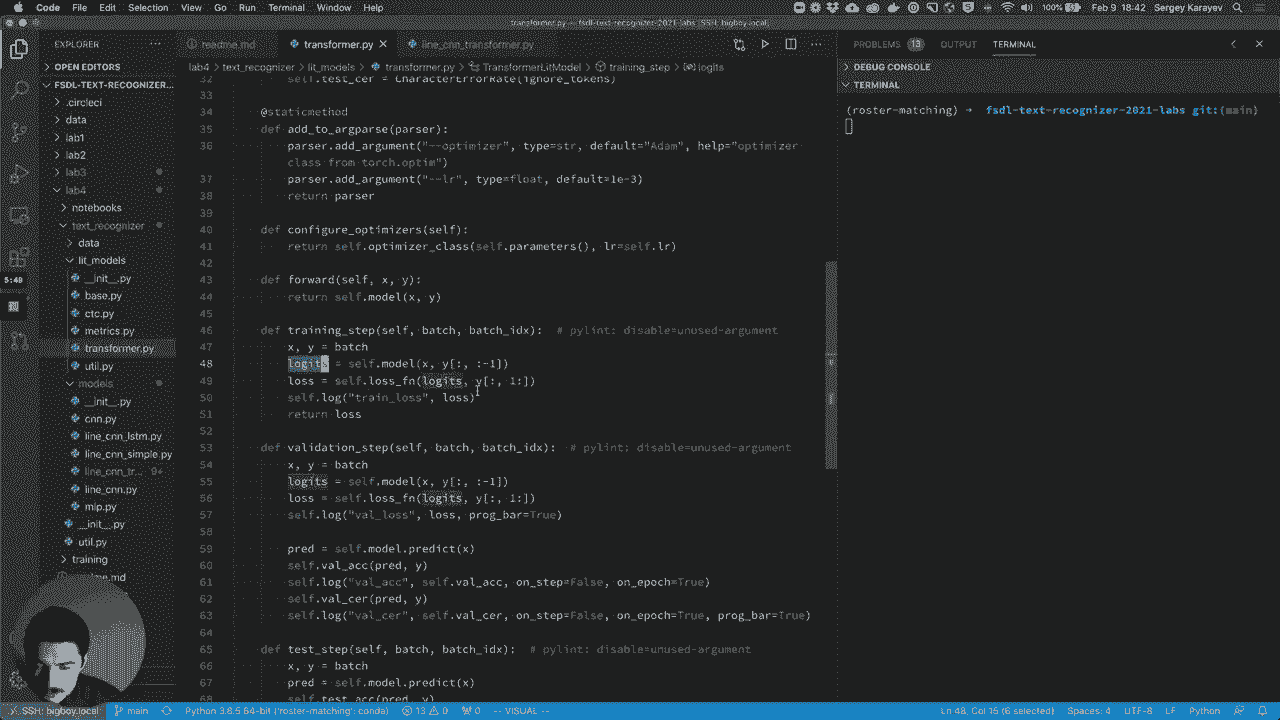 Code File Edit Selection View Go Run Terminal Window Help 100% Feb 9 18:42 Sergey Karayev
transformer.py — fsdl-text-recognizer-2021-labs [SSH: bigboy.local]
EXPLORER
readme.md transformer.py line_cnn_transformer.py
PROBLEMS 13 OUTPUT TERMINAL
OPEN EDITORS
lab4 > text_recognizer > lit_models > transformer.py > TransformerLitModel > training_step > logits
DEBUG CONSOLE
FSDL-TEXT-RECOGNIZER...
TERMINAL
.circleci
data
lab1
lab2
lab3
lab4
notebooks
text_recognizer
data
lit_models
__init__.py
base.py
ctc.py
metrics.py
transformer.py
util.py
models
__init__.py
cnn.py
line_cnn_lstm.py
line_cnn_simple.py
line_cnn_tr... 9+
line_cnn.py
mlp.py
__init__.py
util.py
training
5:49
32 self.test_cer = CharacterErrorRate(ignore_tokens)
33
34 @staticmethod
35 def add_to_argparse(parser):
36 parser.add_argument("--optimizer", type=str, default="Adam", help="optimizer
class from torch.optim")
37 parser.add_argument("--lr", type=float, default=1e-3)
38 return parser
39
40 def configure_optimizers(self):
41 return self.optimizer_class(self.parameters(), lr=self.lr)
42
43 def forward(self, x, y):
44 return self.model(x, y)
45
46 def training_step(self, batch, batch_idx):  # pylint: disable=unused-argument
47 x, y = batch
48 logits = self.model(x, y[:, :-1])
49 loss = self.loss_fn(logits, y[:, 1:])
50 self.log("train_loss", loss)
51 return loss
52
53 def validation_step(self, batch, batch_idx):  # pylint: disable=unused-argument
54 x, y = batch
55 logits = self.model(x, y[:, :-1])
56 loss = self.loss_fn(logits, y[:, 1:])
57 self.log("val_loss", loss, prog_bar=True)
58
59 pred = self.model.predict(x)
60 self.val_acc(pred, y)
61 self.log("val_acc", self.val_acc, on_step=False, on_epoch=True)
62 self.val_cer(pred, y)
63 self.log("val_cer", self.val_cer, on_step=False, on_epoch=True, prog_bar=True)
64
65 def test_step(self, batch, batch_idx):  # pylint: disable=unused-argument
66 x, y = batch
67 pred = self.model.predict(x)
68 self.test_acc(pred, y)
(roster-matching) → fsdl-text-recognizer-2021-labs git:(main)
SSH: bigboy.local main Python 3.6.5 64-bit ('roster-matching': conda) 13 0 0 -- VISUAL -- Ln 48, Col 15 (6 selected) Spaces: 4 UTF-8 LF Python